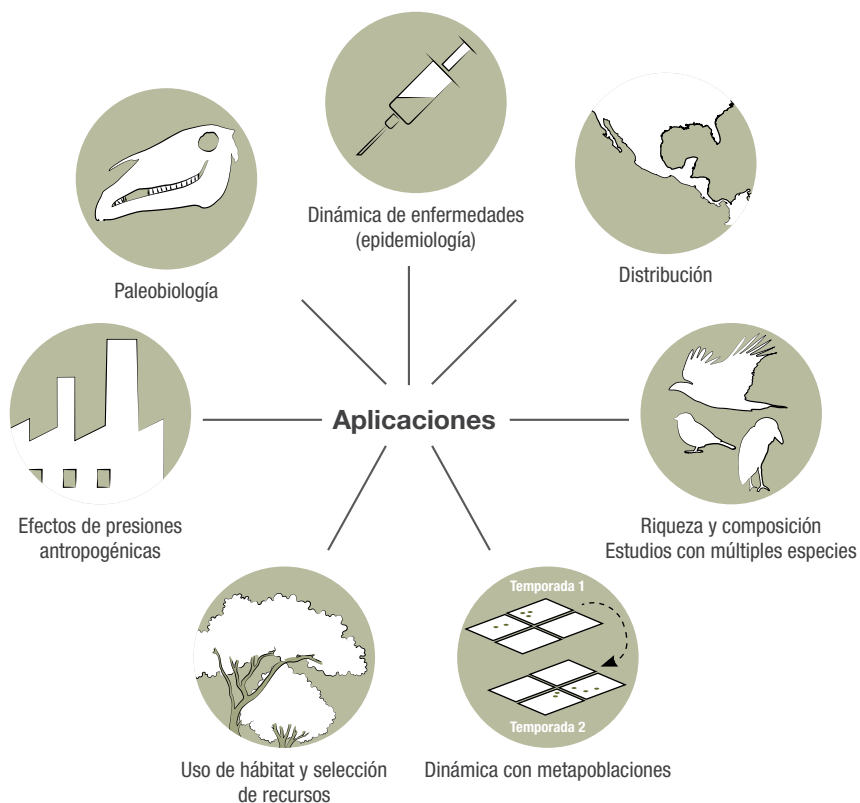 Dinámica de enfermedades
(epidemiología)
Paleobiología
Distribución
Aplicaciones
Efectos de presiones
antropogénicas
Riqueza y composición
Estudios con múltiples especies
Temporada 1
Temporada 2
Uso de hábitat y selección
de recursos
Dinámica con metapoblaciones